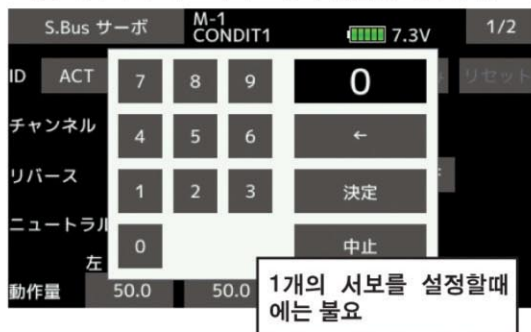 S.Bus サーボ M-1 CONDIT1 7.3V 1/2
ID ACT リセット
チャンネル
リバース
ニュートラル
左
動作量 50.0 50.0
7 8 9 0
4 5 6 ←
1 2 3 決定
0 中止
1개의 서보를 설정할때
에는 불요